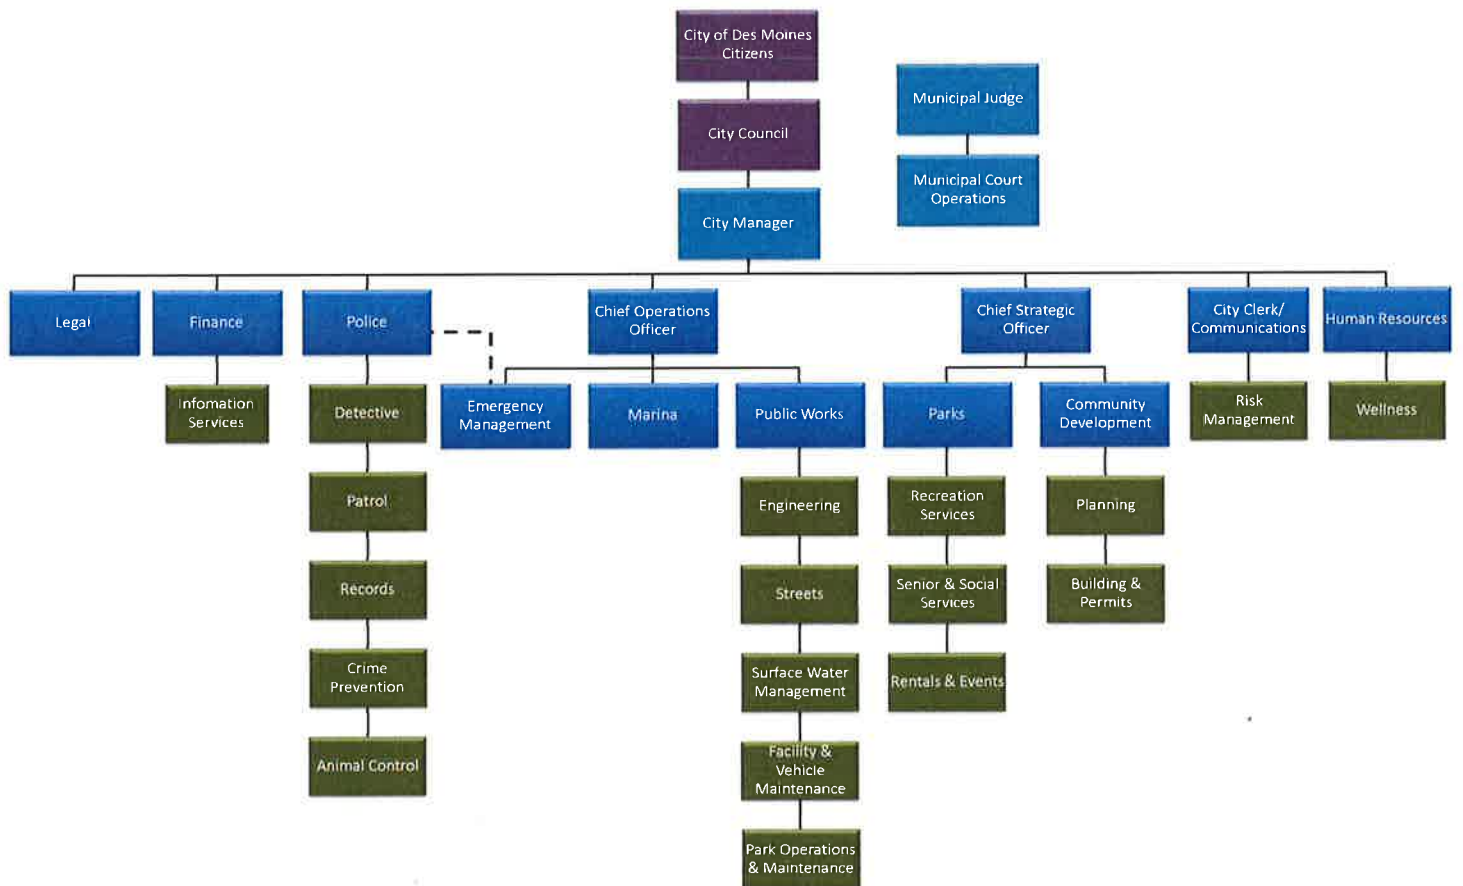 City of Des Moines
Citizens
City Council
City Manager
Municipal Judge
Municipal Court
Operations
Legal
Finance
Police
Chief Operations
Officer
Chief Strategic
Officer
City Clerk/
Communications
Human Resources
Infomation
Services
Detective
Emergency
Management
Marina
Public Works
Parks
Community
Development
Risk
Management
Wellness
Patrol
Engineering
Recreation
Services
Planning
Records
Streets
Senior & Social
Services
Building &
Permits
Crime
Prevention
Surface Water
Management
Rentals & Events
Animal Control
Facility &
Vehicle
Maintenance
Park Operations
& Maintenance